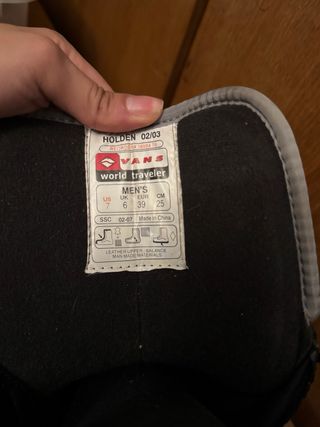 HOLDEN 02/03
VANS
world traveler
MEN'S
US UK EUR CM
7 6 39 25
SSC 02-07 Made in China
LEATHER UPPER - BALANCE
MAN MADE MATERIALS